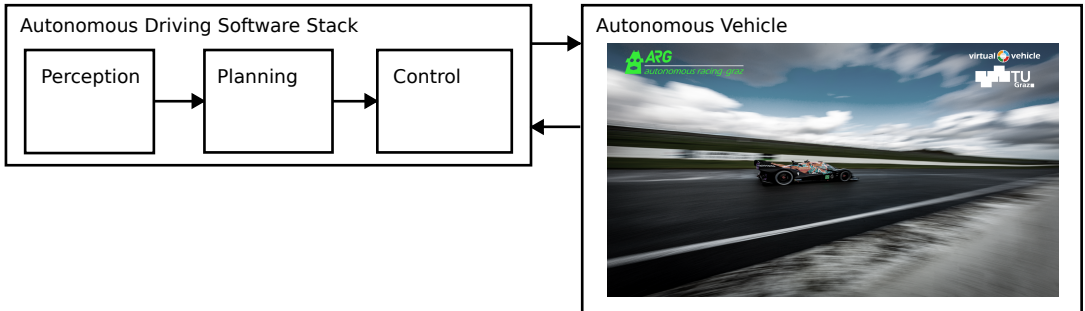 Autonomous Driving Software Stack
Perception
Planning
Control
Autonomous Vehicle
ARG
autonomous racing graz
virtual vehicle
TU
Graz